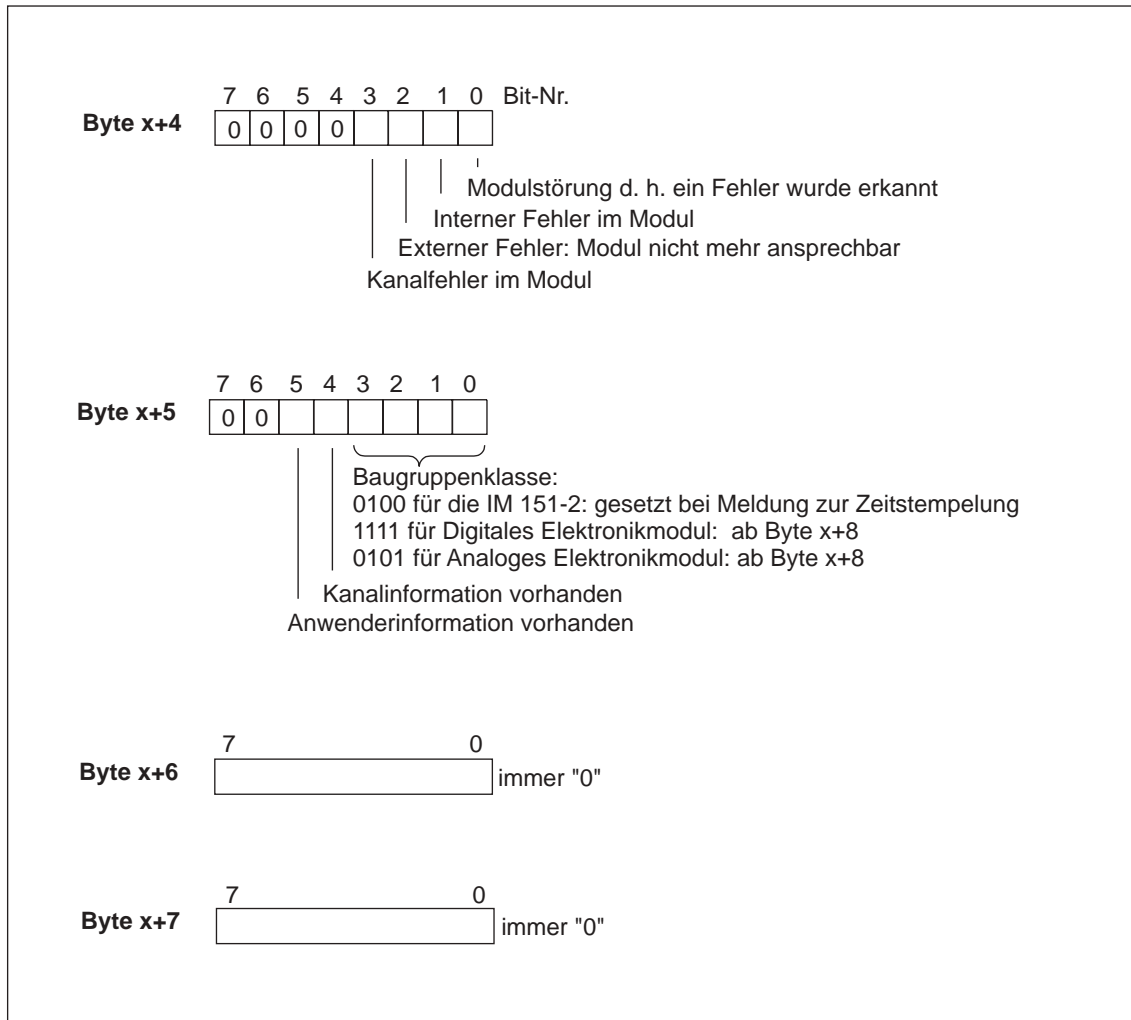 7 6 5 4 3 2 1 0 Bit-Nr.
Byte x+4
0 0 0 0
Modulstörung d. h. ein Fehler wurde erkannt
Interner Fehler im Modul
Externer Fehler: Modul nicht mehr ansprechbar
Kanalfehler im Modul
7 6 5 4 3 2 1 0
Byte x+5
0 0
Baugruppenklasse:
0100 für die IM 151-2: gesetzt bei Meldung zur Zeitstempelung
1111 für Digitales Elektronikmodul: ab Byte x+8
0101 für Analoges Elektronikmodul: ab Byte x+8
Kanalinformation vorhanden
Anwenderinformation vorhanden
7 0
Byte x+6
immer "0"
7 0
Byte x+7
immer "0"